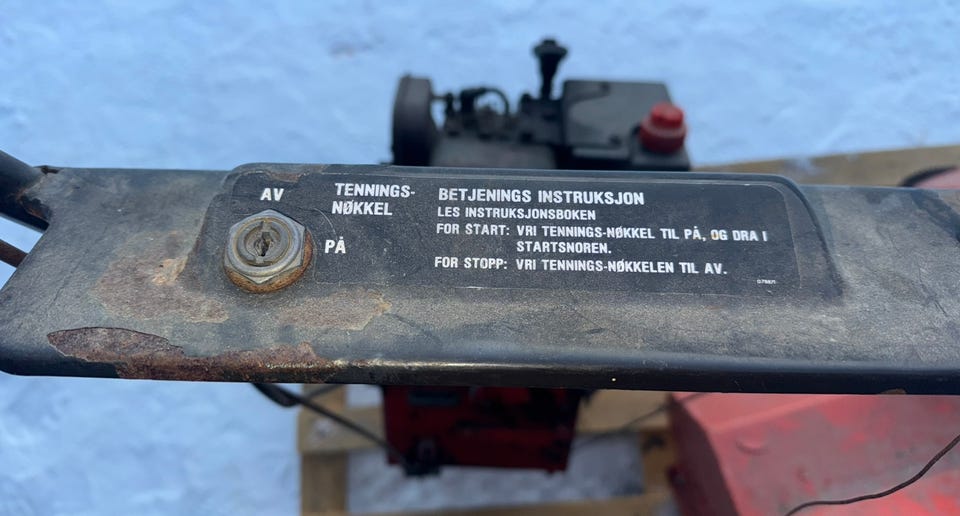 AV
TENNINGS-
NØKKEL
PÅ
BETJENINGS INSTRUKSJON
LES INSTRUKSJONSBOKEN
FOR START: VRI TENNINGS-NØKKEL TIL PÅ, OG DRA I
STARTSNOREN.
FOR STOPP: VRI TENNINGS-NØKKELEN TIL AV.